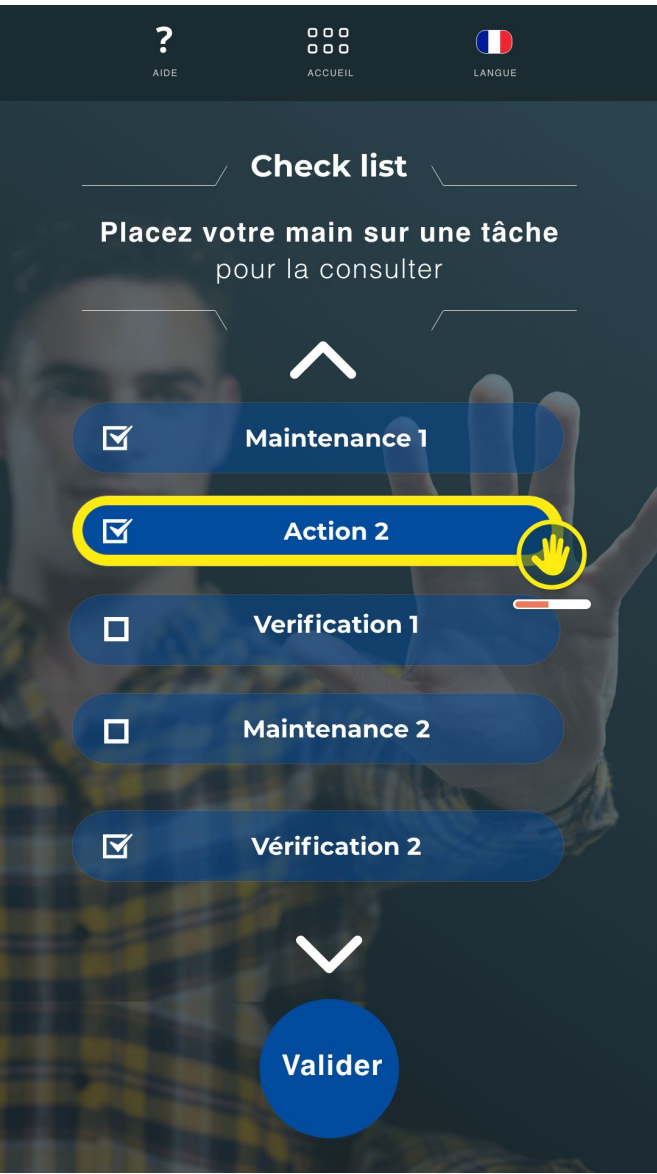 ?
AIDE
ACCUEIL
LANGUE
Check list
Placez votre main sur une tâche
pour la consulter
Maintenance 1
Action 2
Verification 1
Maintenance 2
Vérification 2
Valider